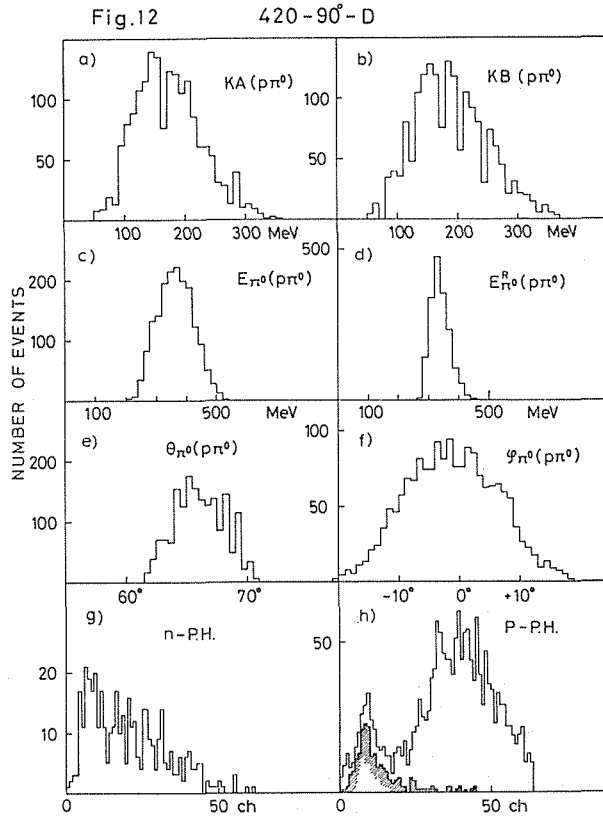 Fig.12 420-90°-D
a) KA (pπ⁰)
b) KB (pπ⁰)
100
50
100
50
100 200 300 MeV
100 200 300 MeV
c) Eπ⁰(pπ⁰)
500
d) E^R π⁰(pπ⁰)
200
100
NUMBER OF EVENTS
100 500 MeV
100 500 MeV
e) θπ⁰(pπ⁰)
100
f) φπ⁰(pπ⁰)
200
100
50
60° 70°
-10° 0° +10°
g) n-P.H.
h) P-P.H.
20
10
50
0 50 ch
0 50 ch